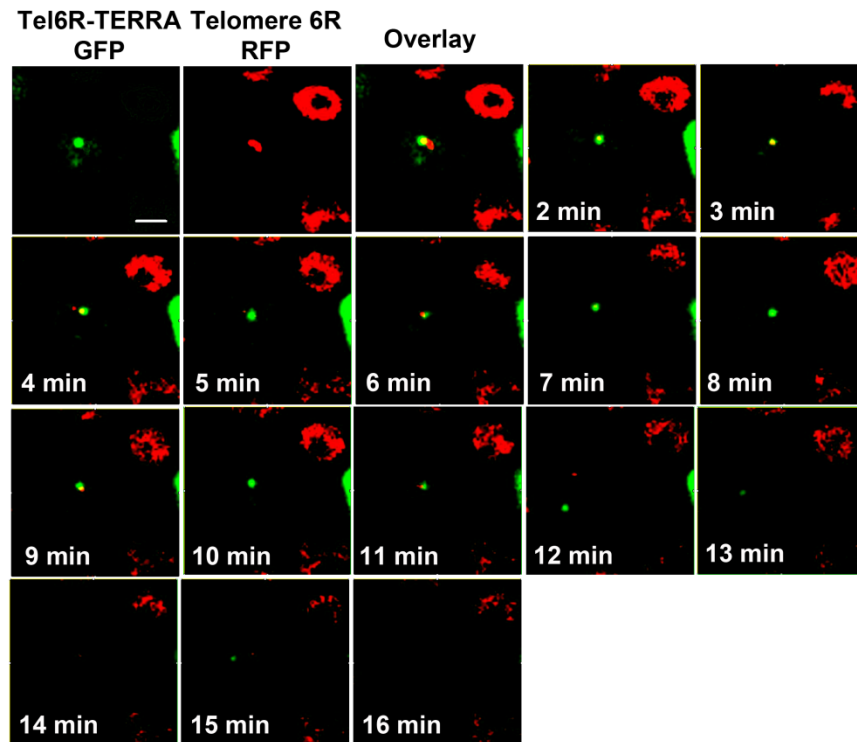 Tel6R-TERRA Telomere 6R
GFP RFP Overlay
2 min 3 min
4 min 5 min 6 min 7 min 8 min
9 min 10 min 11 min 12 min 13 min
14 min 15 min 16 min